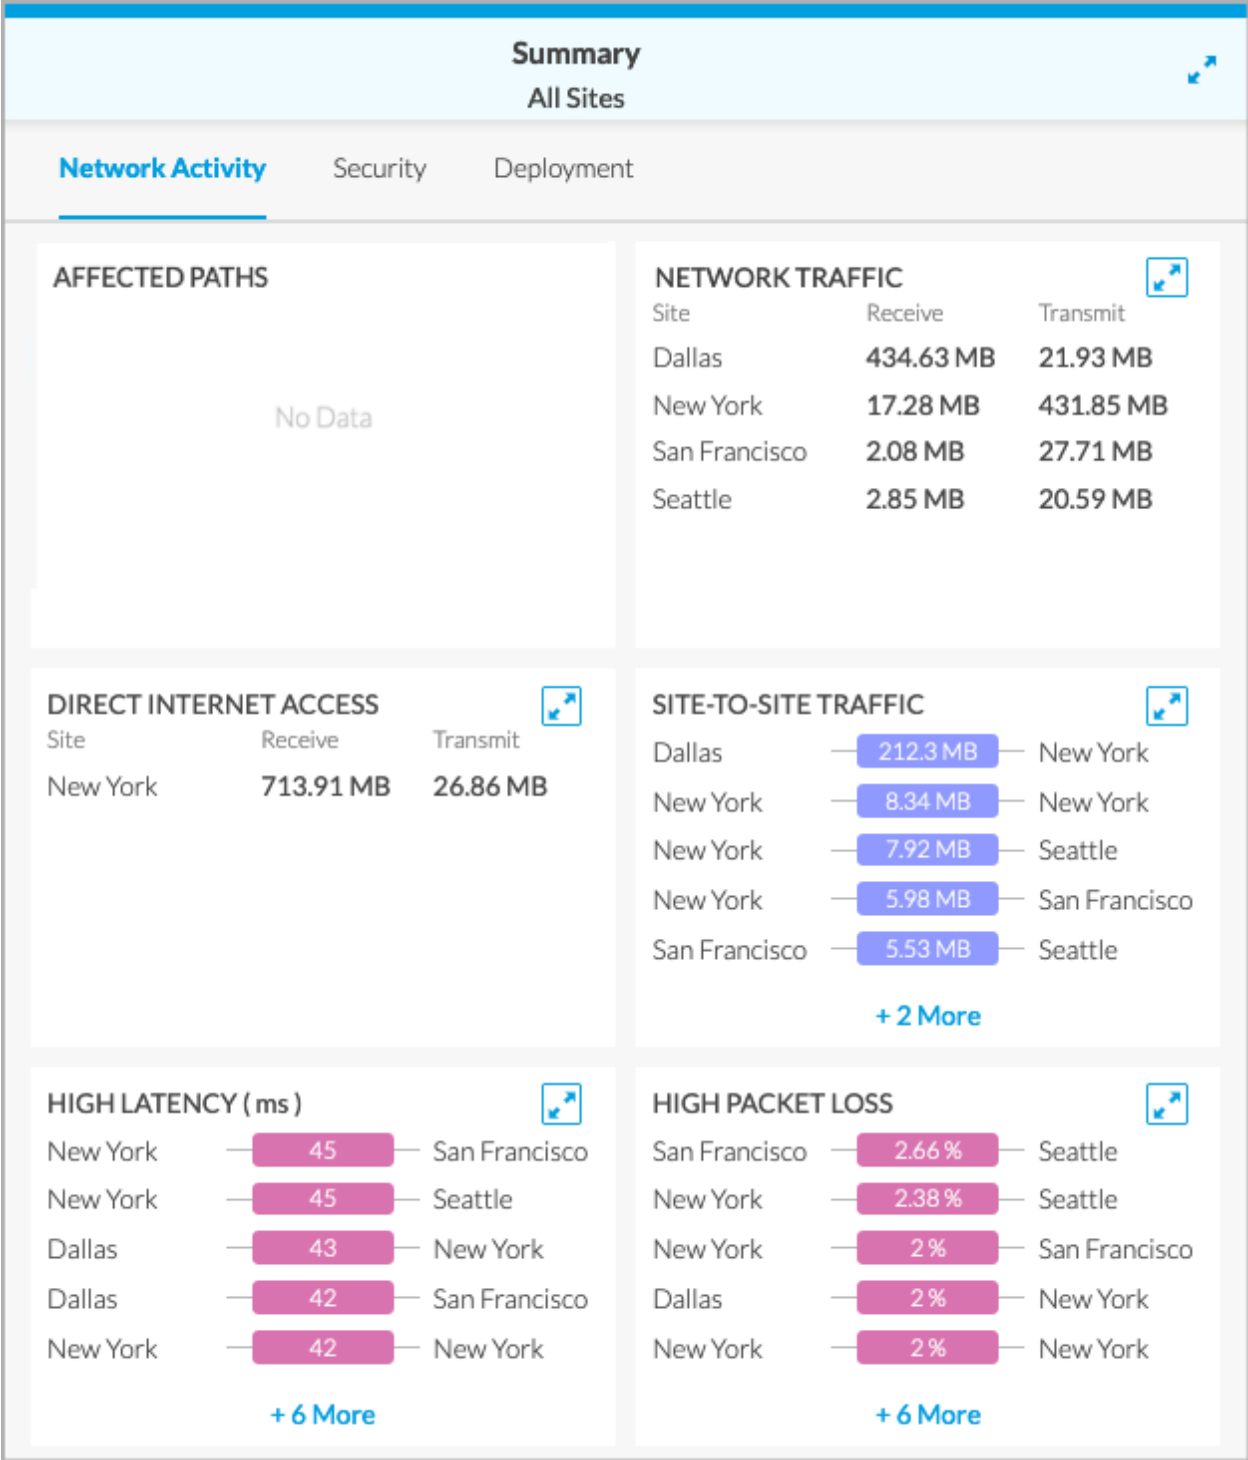 Summary
All Sites
Network Activity Security Deployment
AFFECTED PATHS
No Data
NETWORK TRAFFIC
Site Receive Transmit
Dallas 434.63 MB 21.93 MB
New York 17.28 MB 431.85 MB
San Francisco 2.08 MB 27.71 MB
Seattle 2.85 MB 20.59 MB
DIRECT INTERNET ACCESS
Site Receive Transmit
New York 713.91 MB 26.86 MB
SITE-TO-SITE TRAFFIC
Dallas 212.3 MB New York
New York 8.34 MB New York
New York 7.92 MB Seattle
New York 5.98 MB San Francisco
San Francisco 5.53 MB Seattle
+ 2 More
HIGH LATENCY ( ms )
New York 45 San Francisco
New York 45 Seattle
Dallas 43 New York
Dallas 42 San Francisco
New York 42 New York
+ 6 More
HIGH PACKET LOSS
San Francisco 2.66 % Seattle
New York 2.38 % Seattle
New York 2 % San Francisco
Dallas 2 % New York
New York 2 % New York
+ 6 More